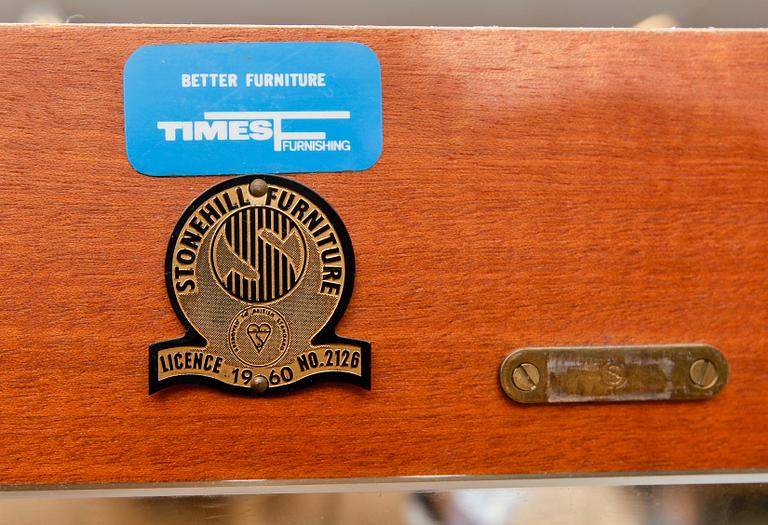 BETTER FURNITURE
TIMES
FURNISHING
STONEHILL FURNITURE
S
LICENCE NO.2126
1960
S